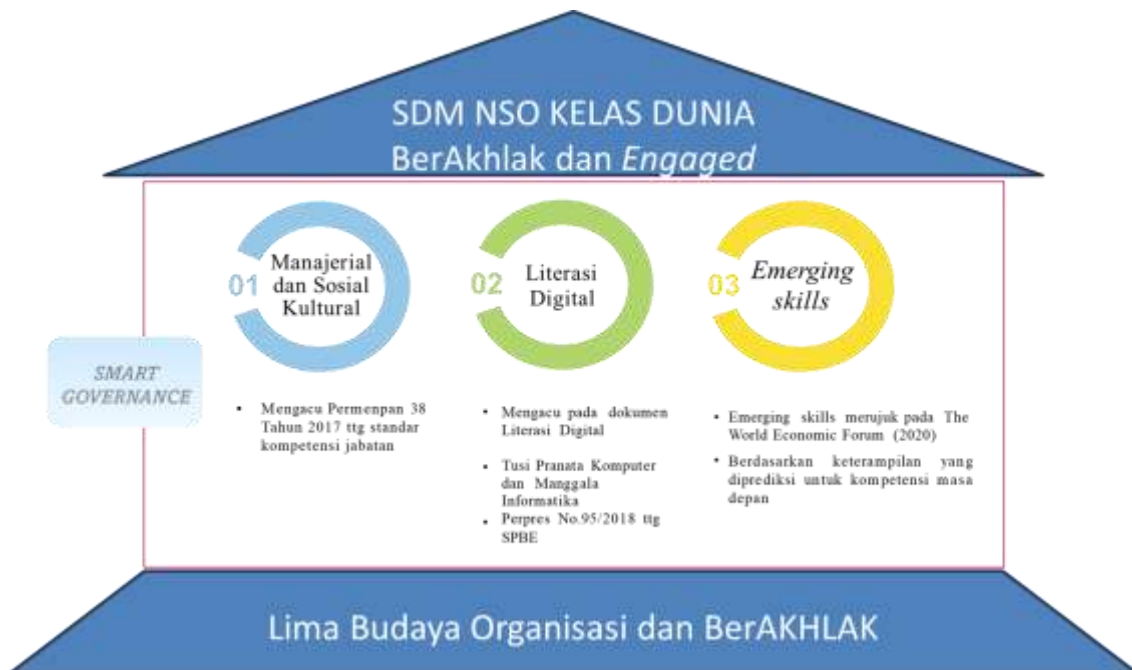 SDM NSO KELAS DUNIA
BerAkhlak dan Engaged
01
Manajerial
dan Sosial
Kultural
02
Literasi
Digital
03
Emerging
skills
SMART
GOVERNANCE
• Mengacu Permenpan 38
Tahun 2017 ttg standar
kompetensi jabatan
• Mengacu pada dokumen
Literasi Digital
• Tusi Pranata Komputer
dan Manggala
Informatika
• Perpres No.95/2018 ttg
SPBE
• Emerging skills merujuk pada The
World Economic Forum (2020)
• Berdasarkan keterampilan yang
diprediksi untuk kompetensi masa
depan
Lima Budaya Organisasi dan BerAKHLAK